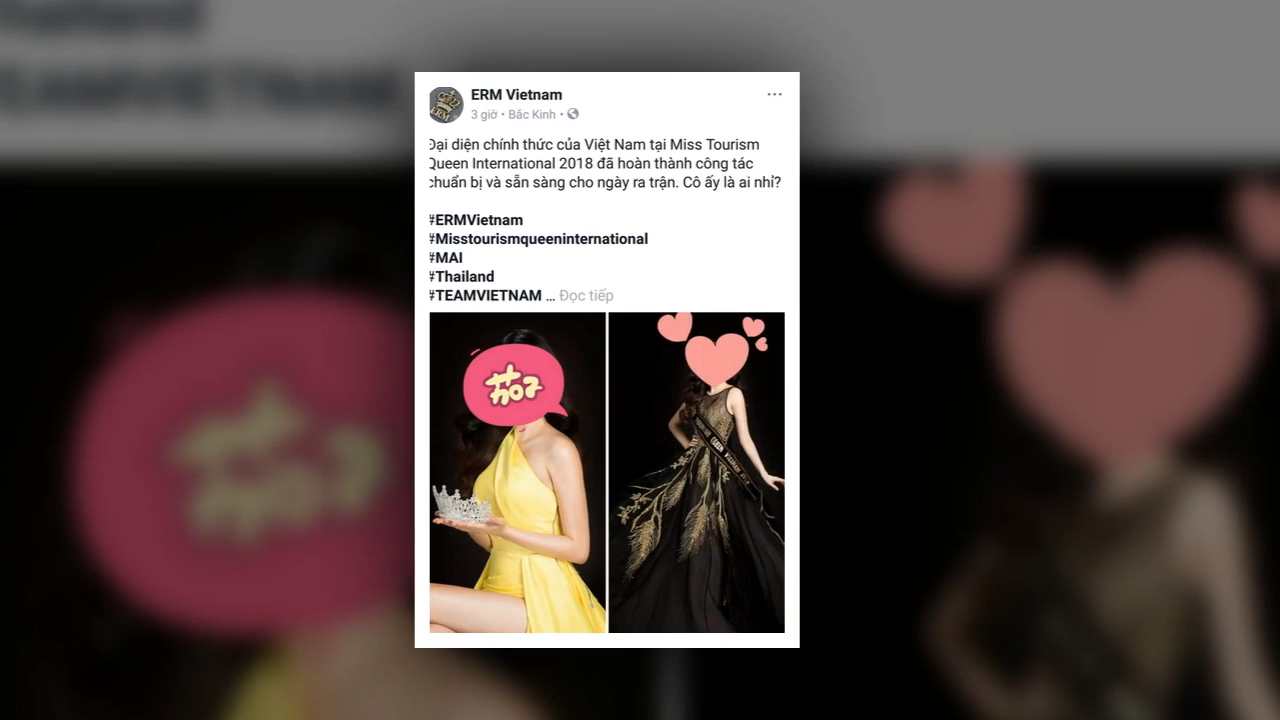 ERM Vietnam
3 giờ • Bắc Kinh •
Đại diện chính thức của Việt Nam tại Miss Tourism
Queen International 2018 đã hoàn thành công tác
chuẩn bị và sẵn sàng cho ngày ra trận. Cô ấy là ai nhỉ?
#ERMVietnam
#Misstourismqueeninternational
#MAI
#Thailand
#TEAMVIETNAM ... Đọc tiếp